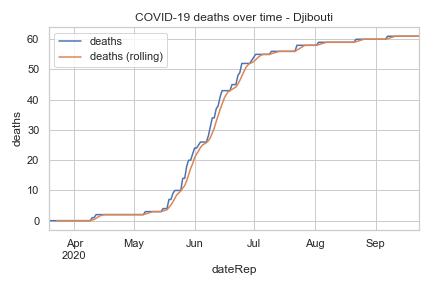 COVID-19 deaths over time - Djibouti
deaths
deaths (rolling)
60
50
40
30
20
10
0
deaths
Apr
2020
May
Jun
Jul
Aug
Sep
dateRep